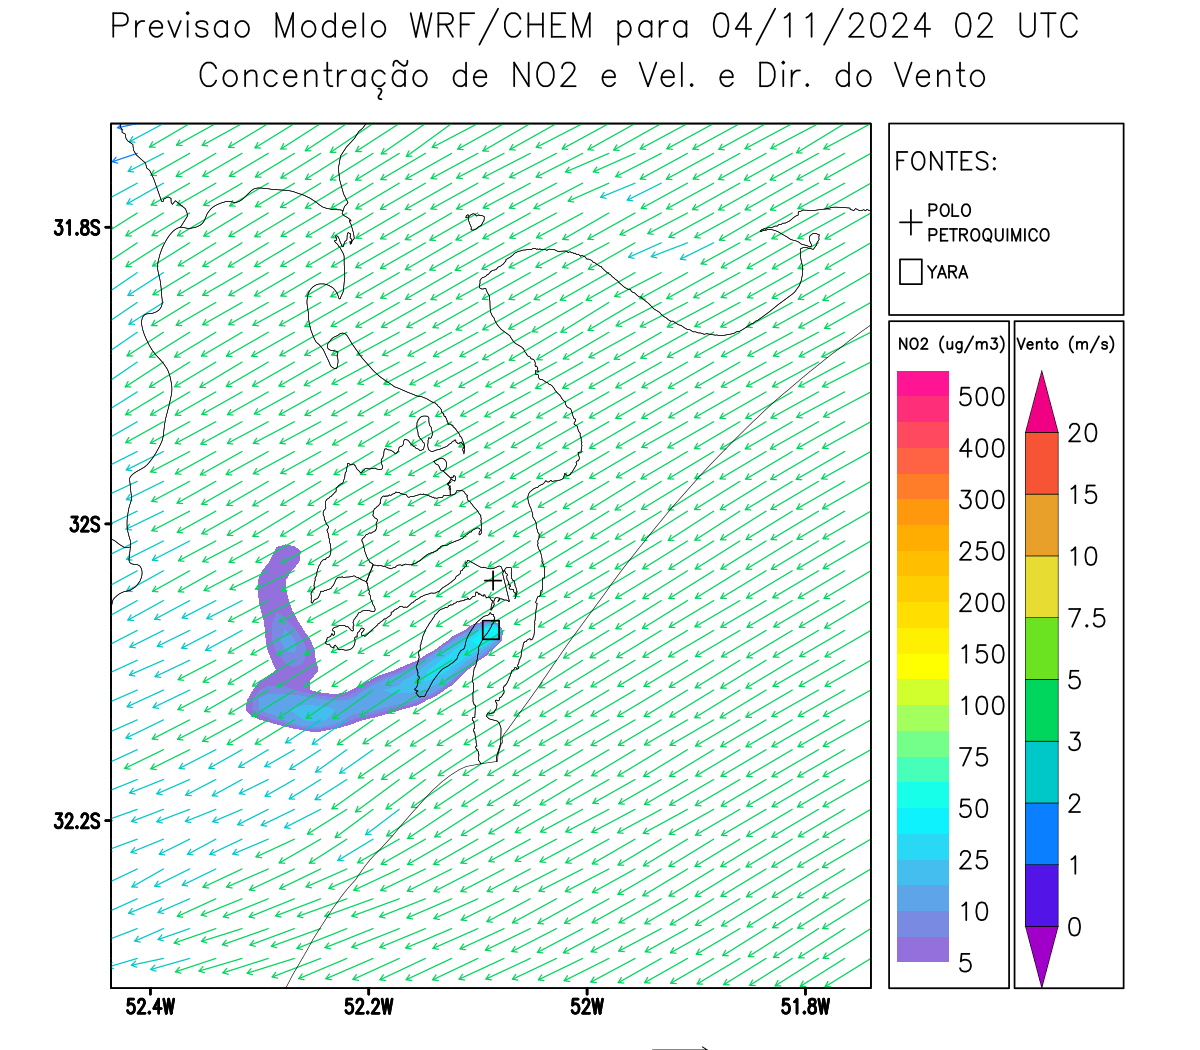 Previsao Modelo WRF/CHEM para 04/11/2024 02 UTC
Concentração de NO2 e Vel. e Dir. do Vento
FONTES:
POLO
PETROQUIMICO
YARA
NO2 (ug/m3)
500
400
300
250
200
150
100
75
50
25
10
5
Vento (m/s)
20
15
10
7.5
5
3
2
1
0
31.8S
32S
32.2S
52.4W
52.2W
52W
51.8W